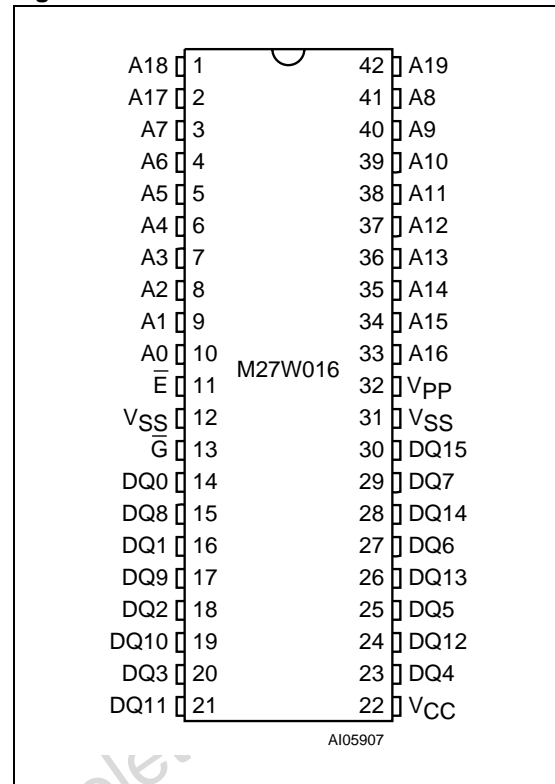 A18 1 42 A19
A17 2 41 A8
A7 3 40 A9
A6 4 39 A10
A5 5 38 A11
A4 6 37 A12
A3 7 36 A13
A2 8 35 A14
A1 9 34 A15
A0 10 33 A16
M27W016
E̅ 11 32 VPP
VSS 12 31 VSS
G̅ 13 30 DQ15
DQ0 14 29 DQ7
DQ8 15 28 DQ14
DQ1 16 27 DQ6
DQ9 17 26 DQ13
DQ2 18 25 DQ5
DQ10 19 24 DQ12
DQ3 20 23 DQ4
DQ11 21 22 VCC
AI05907